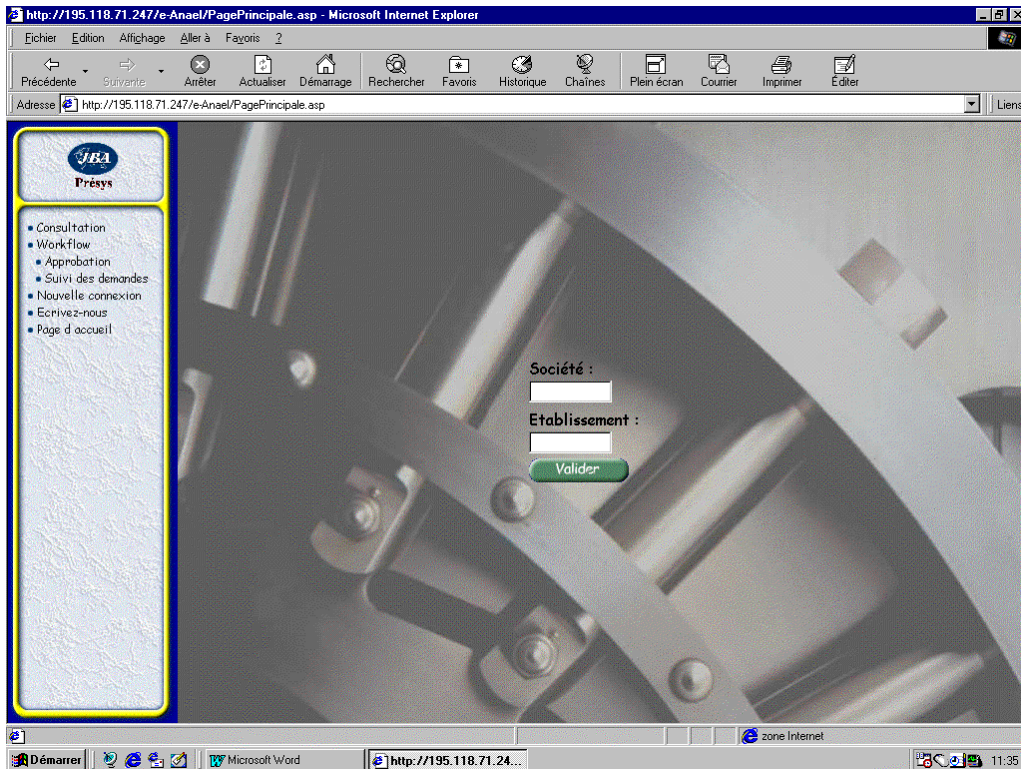 http://195.118.71.247/e-Anael/PagePrincipale.asp - Microsoft Internet Explorer
Fichier Edition Affichage Aller à Favoris ?
Précédente Suivante Arrêter Actualiser Démarrage Rechercher Favoris Historique Chaînes Plein écran Courrier Imprimer Éditer
Adresse http://195.118.71.247/e-Anael/PagePrincipale.asp Liens
JBA
Présys
Consultation
Workflow
Approbation
Suivi des demandes
Nouvelle connexion
Ecrivez-nous
Page d accueil
Société :
Etablissement :
Valider
zone Internet
Démarrer Microsoft Word http://195.118.71.24... 11:35